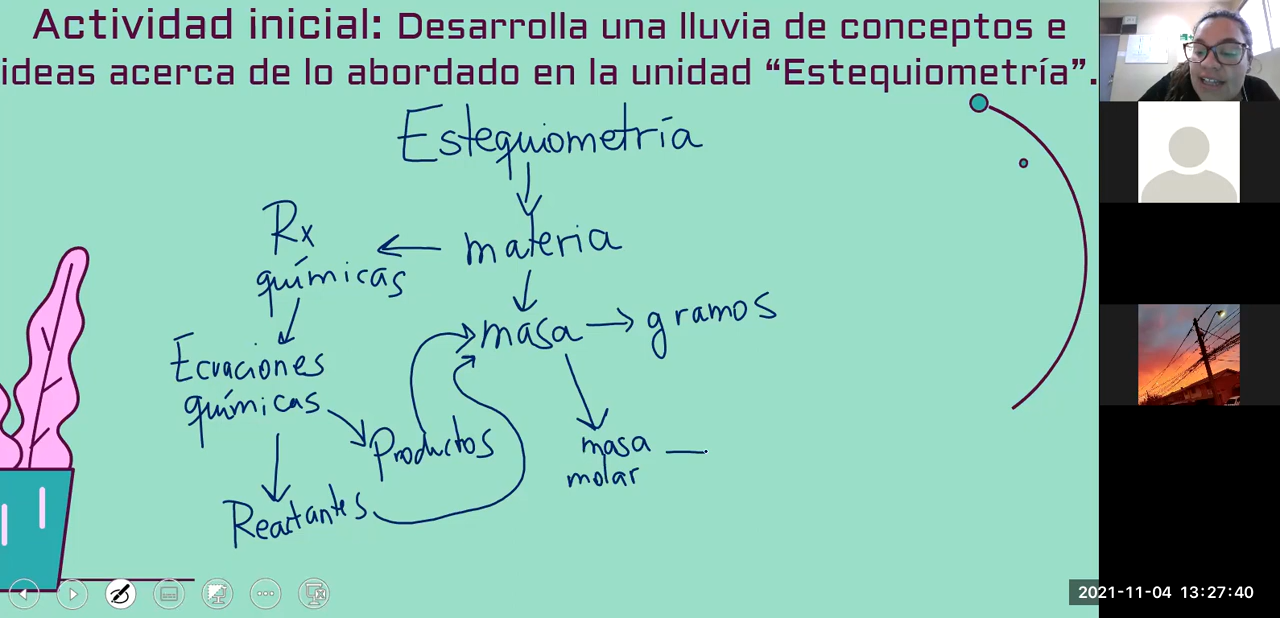 Actividad inicial: Desarrolla una lluvia de conceptos e
ideas acerca de lo abordado en la unidad “Estequiometría”.
Estequiometría
Rx
químicas
materia
masa
gramos
Ecuaciones
químicas
Productos
masa
molar
Reactantes
2021-11-04 13:27:40